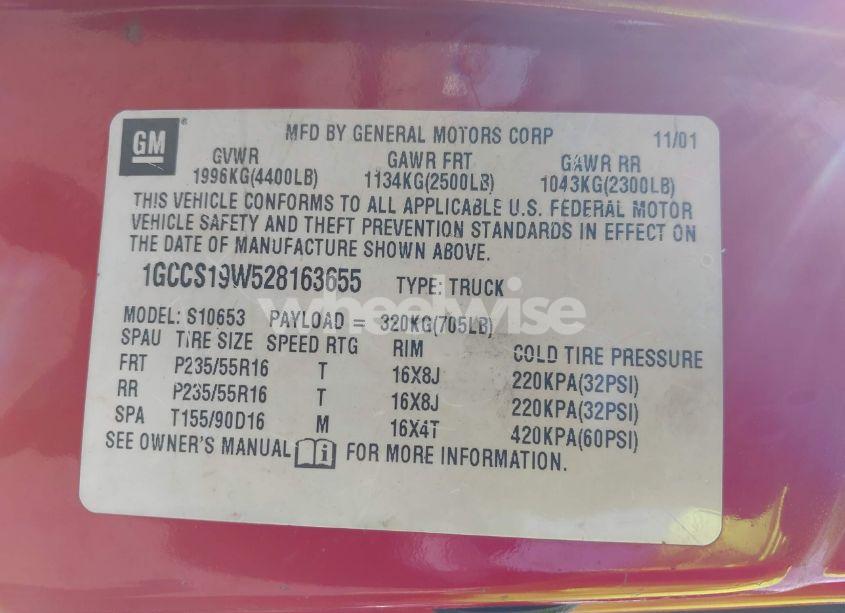 GM ® MFD BY GENERAL MOTORS CORP 11/01
GVWR GAWR FRT GAWR RR
1996KG(4400LB) 1134KG(2500LB) 1043KG(2300LB)
THIS VEHICLE CONFORMS TO ALL APPLICABLE U.S. FEDERAL MOTOR
VEHICLE SAFETY AND THEFT PREVENTION STANDARDS IN EFFECT ON
THE DATE OF MANUFACTURE SHOWN ABOVE.
1GCCS19W528163655 TYPE: TRUCK
wheelwise
MODEL: S10653 PAYLOAD = 320KG(705LB)
SPAU TIRE SIZE SPEED RTG RIM COLD TIRE PRESSURE
FRT P235/55R16 T 16X8J 220KPA(32PSI)
RR P235/55R16 T 16X8J 220KPA(32PSI)
SPA T155/90D16 M 16X4T 420KPA(60PSI)
SEE OWNER'S MANUAL i FOR MORE INFORMATION.